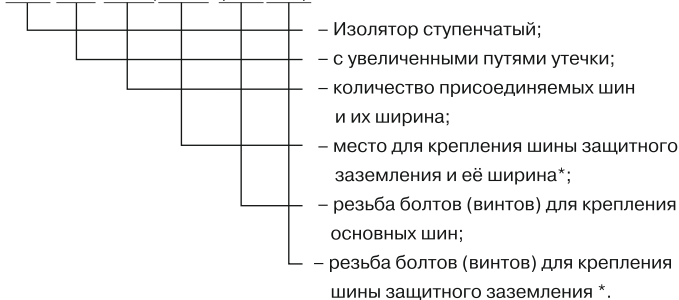 – Изолятор ступенчатый;
– с увеличенными путями утечки;
– количество присоединяемых шин
и их ширина;
– место для крепления шины защитного
заземления и её ширина*;
– резьба болтов (винтов) для крепления
основных шин;
– резьба болтов (винтов) для крепления
шины защитного заземления *.